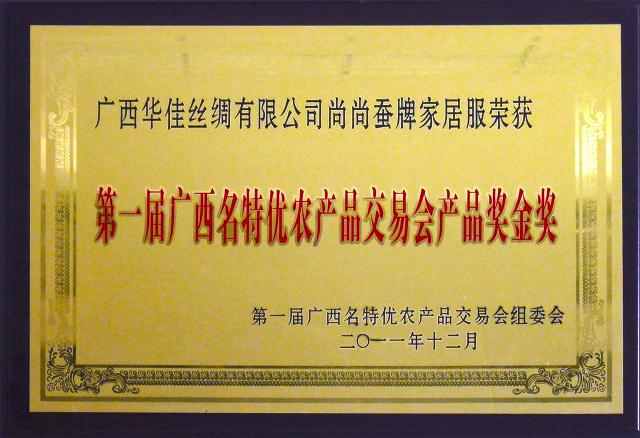 广西华佳丝绸有限公司尚尚蚕牌家居服荣获
第一届广西名特优农产品交易会产品奖金奖
第一届广西名特优农产品交易会组委会
二〇一一年十二月